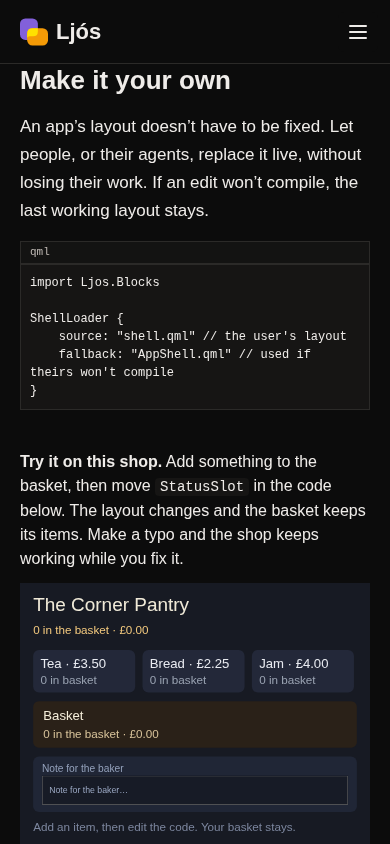 Ljós
Make it your own
An app’s layout doesn’t have to be fixed. Let
people, or their agents, replace it live, without
losing their work. If an edit won’t compile, the
last working layout stays.
qml
import Ljos.Blocks
ShellLoader {
    source: "shell.qml" // the user's layout
    fallback: "AppShell.qml" // used if
theirs won't compile
}
Try it on this shop. Add something to the
basket, then move StatusSlot in the code
below. The layout changes and the basket keeps
its items. Make a typo and the shop keeps
working while you fix it.
The Corner Pantry
0 in the basket · £0.00
Tea · £3.50 Bread · £2.25 Jam · £4.00
0 in basket 0 in basket 0 in basket
Basket
0 in the basket · £0.00
Note for the baker
Note for the baker…
Add an item, then edit the code. Your basket stays.